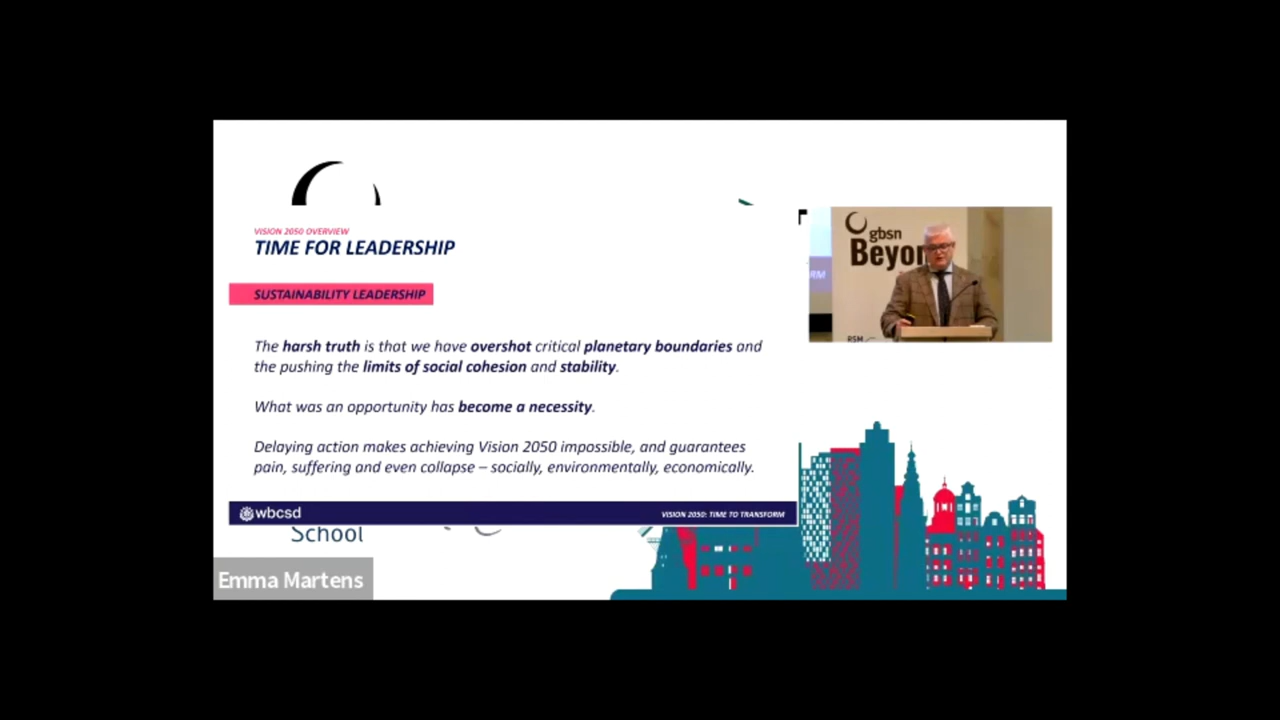 VISION 2050 OVERVIEW
TIME FOR LEADERSHIP
SUSTAINABILITY LEADERSHIP
The harsh truth is that we have overshot critical planetary boundaries and
the pushing the limits of social cohesion and stability.
What was an opportunity has become a necessity.
Delaying action makes achieving Vision 2050 impossible, and guarantees
pain, suffering and even collapse – socially, environmentally, economically.
wbcsd
VISION 2050: TIME TO TRANSFORM
gbsn
Beyon
RM
RSM
School
Emma Martens